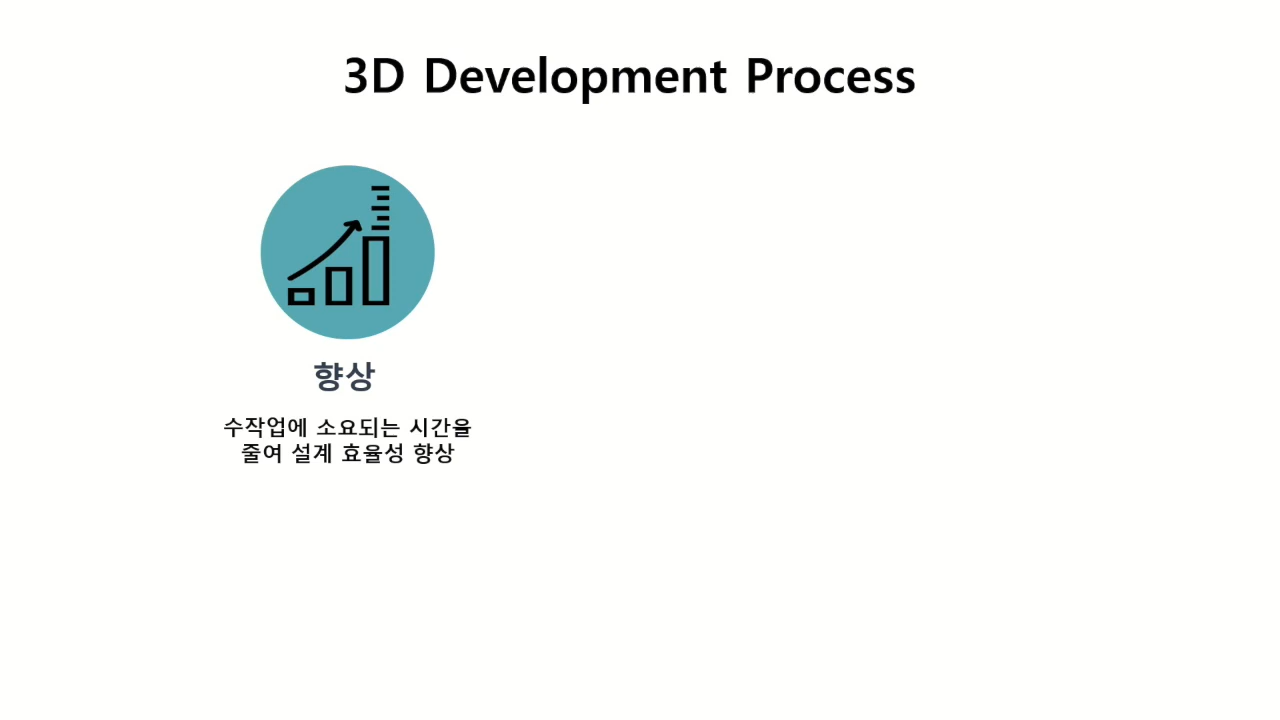 3D Development Process
향상
수작업에 소요되는 시간을
줄여 설계 효율성 향상